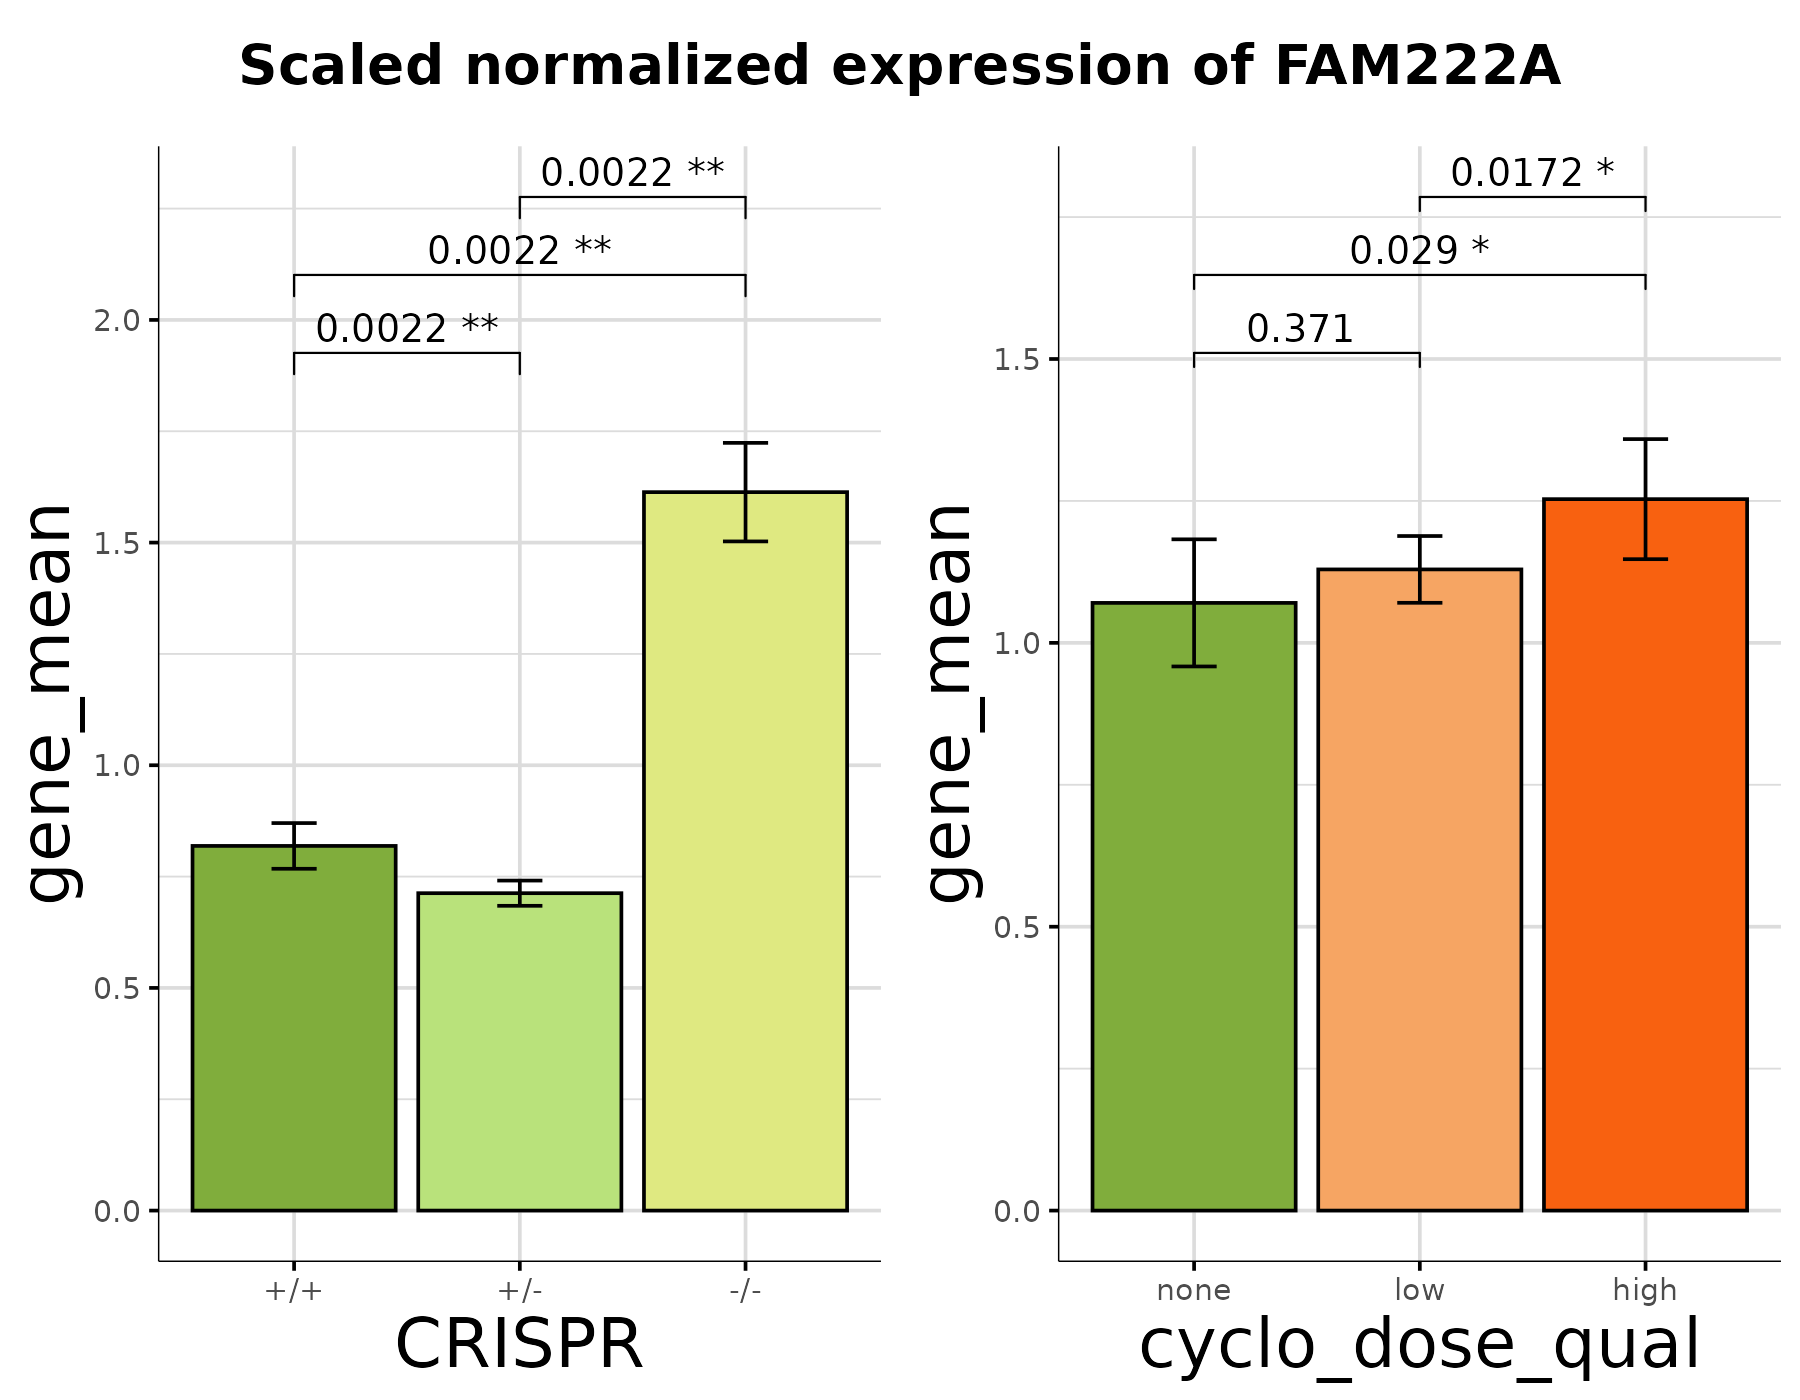 Scaled normalized expression of FAM222A
gene_mean
2.0
1.5
1.0
0.5
0.0
0.0022 **
0.0022 **
0.0022 **
+/+ +/- -/-
CRISPR
gene_mean
1.5
1.0
0.5
0.0
0.0172 *
0.029 *
0.371
none low high
cyclo_dose_qual